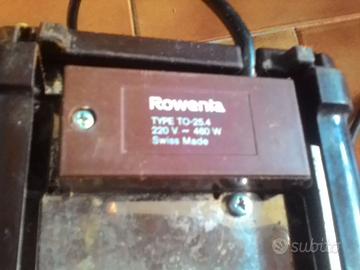 Rowenta
TYPE TO-25.4
220 V ~ 460 W
Swiss Made
subito